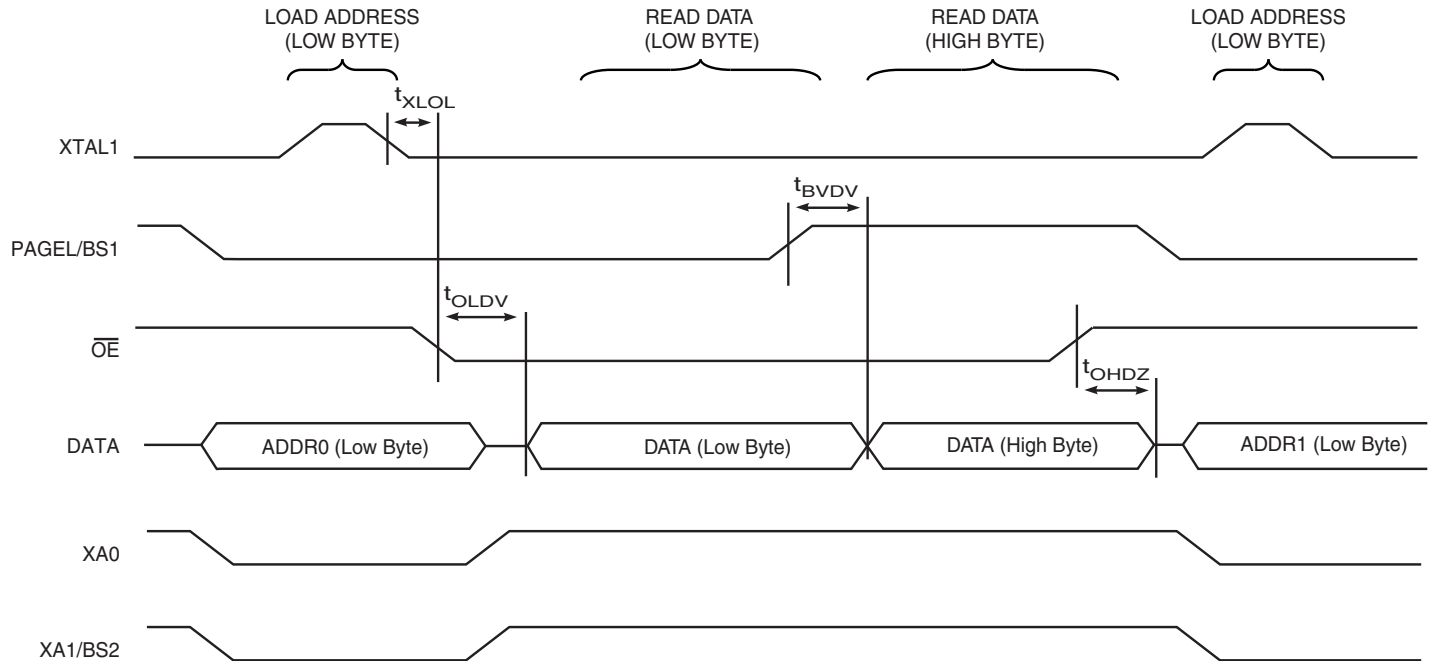 LOAD ADDRESS
(LOW BYTE)
READ DATA
(LOW BYTE)
READ DATA
(HIGH BYTE)
LOAD ADDRESS
(LOW BYTE)
tXLOL
XTAL1
tBVDV
PAGEL/BS1
tOLDV
OE
tOHDZ
DATA
ADDR0 (Low Byte)
DATA (Low Byte)
DATA (High Byte)
ADDR1 (Low Byte)
XA0
XA1/BS2